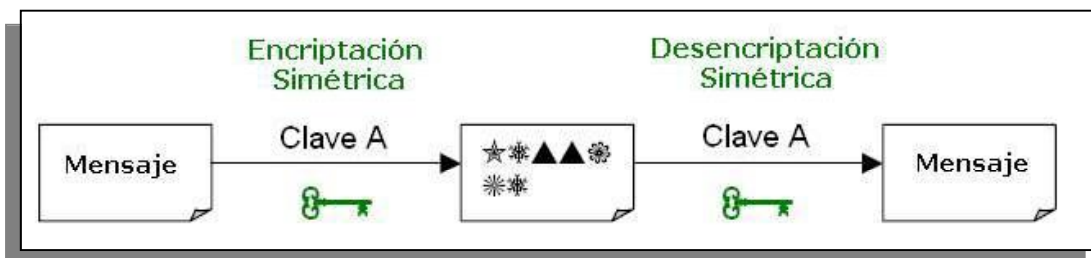 Encriptación
Simétrica
Desencriptación
Simétrica
Mensaje
Clave A
Clave A
Mensaje